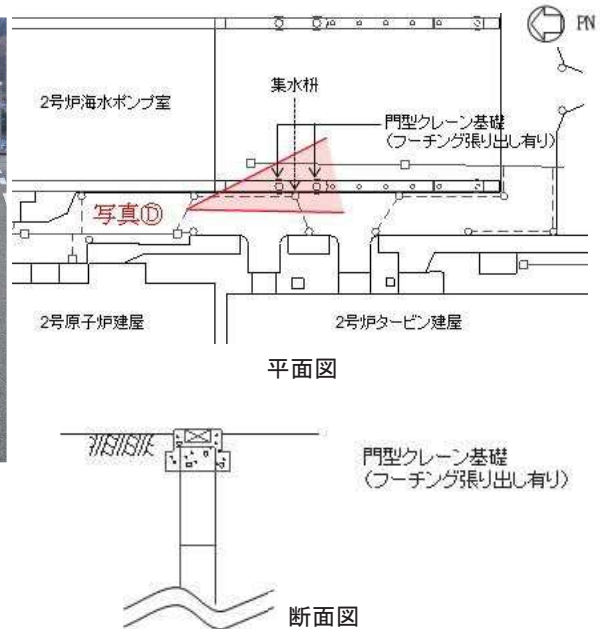 PN
2号炉海水ポンプ室
集水枡
門型クレーン基礎
(フーチング張り出し有り)
写真Ⓓ
2号原子炉建屋
2号炉タービン建屋
平面図
門型クレーン基礎
(フーチング張り出し有り)
断面図